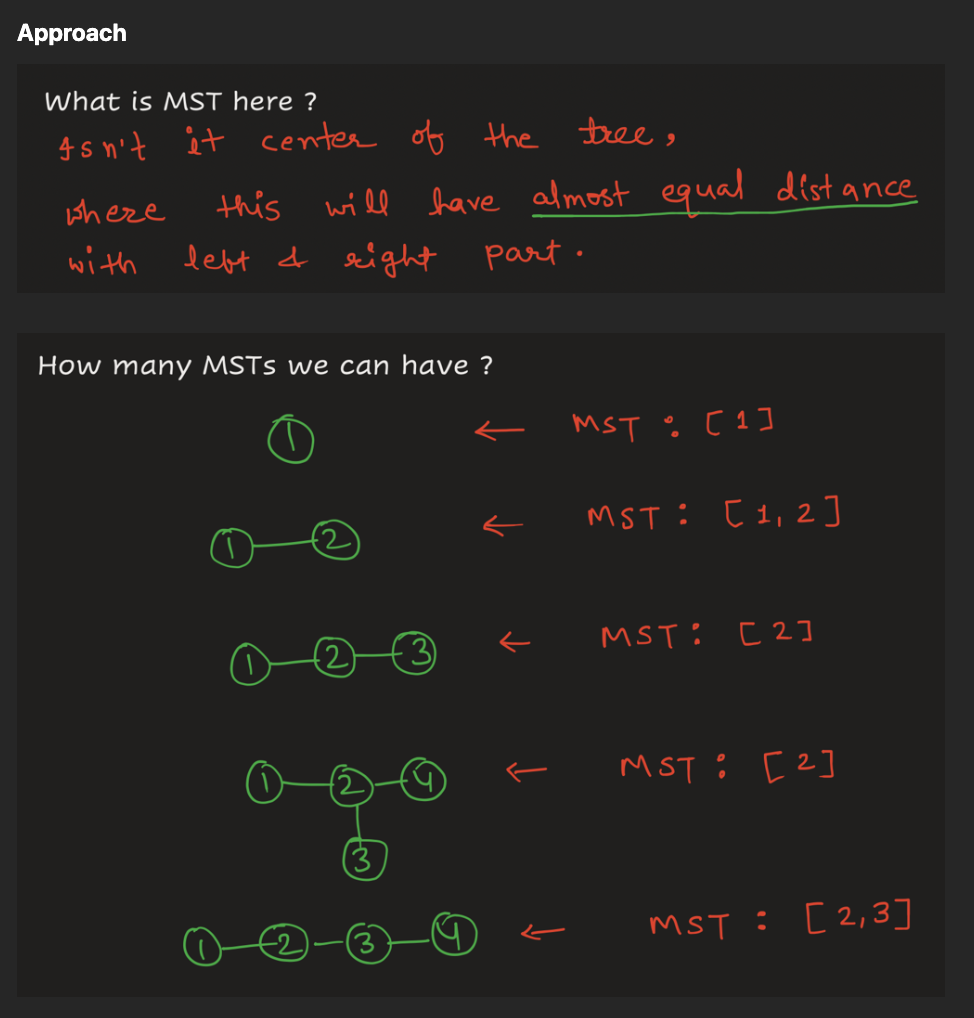 Approach
What is MST here ?
Isn't it center of the tree,
where this will have almost equal distance
with left & right part.
How many MSTs we can have ?
1 ← MST : [1]
1 2 ← MST : [1, 2]
1 2 3 ← MST : [2]
1 2 4 ← MST : [2]
3
1 2 3 4 ← MST : [2,3]